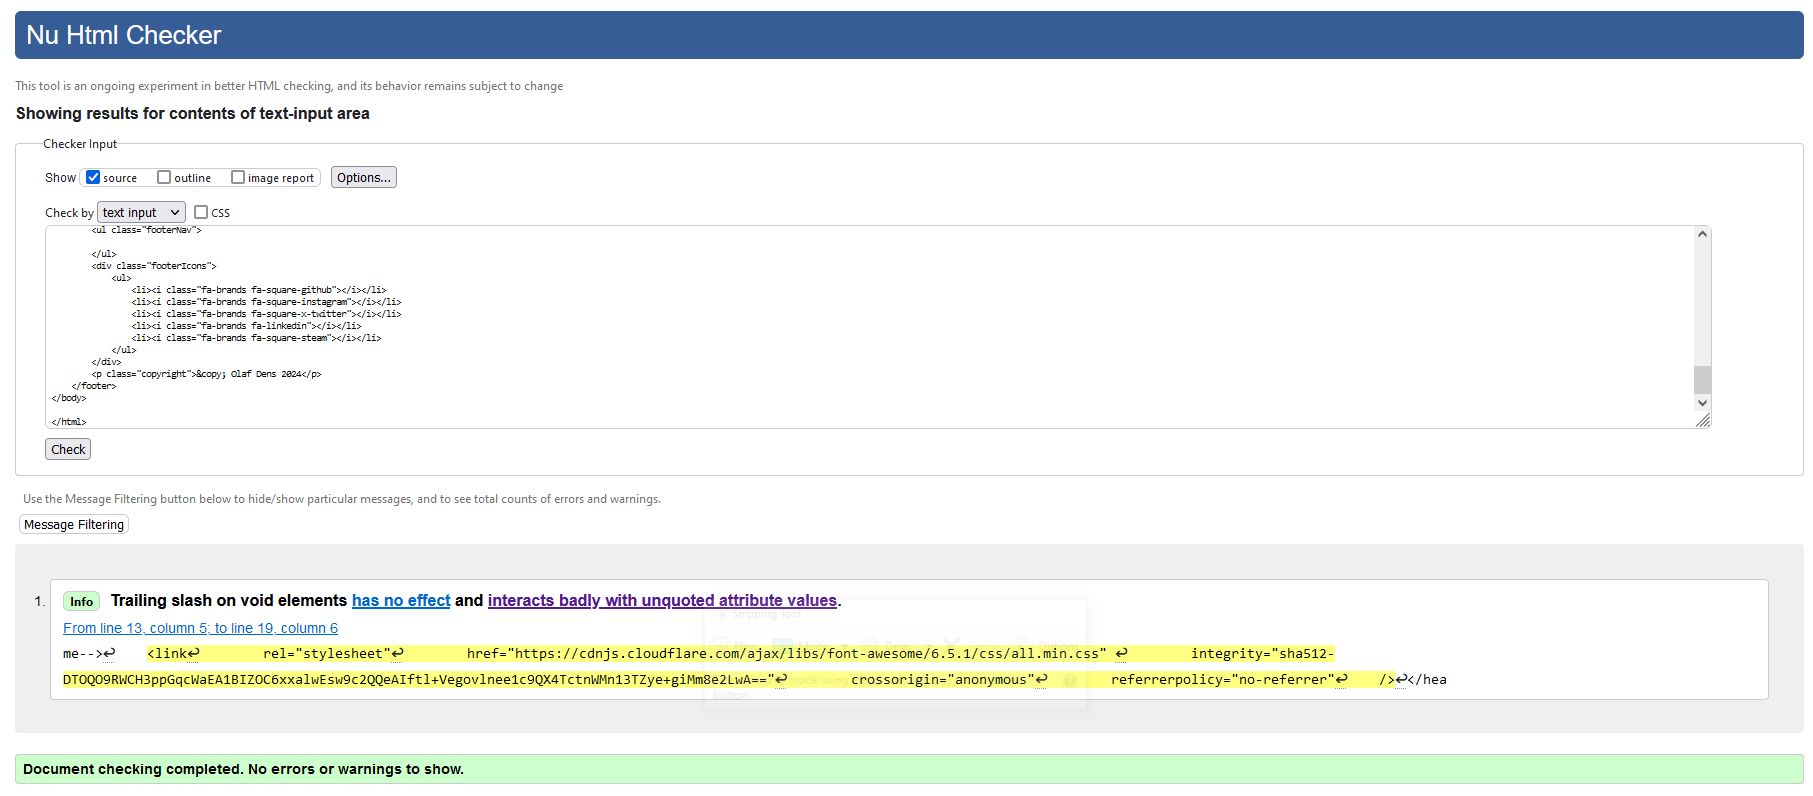 Nu Html Checker
This tool is an ongoing experiment in better HTML checking, and its behavior remains subject to change
Showing results for contents of text-input area
Checker Input
Show source outline image report Options...
Check by text input CSS
<ul class="footerNav">
</ul>
<div class="footerIcons">
<ul>
<li><i class="fa-brands fa-square-github"></i></li>
<li><i class="fa-brands fa-square-instagram"></i></li>
<li><i class="fa-brands fa-square-x-twitter"></i></li>
<li><i class="fa-brands fa-linkedin"></i></li>
<li><i class="fa-brands fa-square-steam"></i></li>
</ul>
</div>
<p class="copyright">&copy; Olaf Dens 2024</p>
</footer>
</body>
</html>
Check
Use the Message Filtering button below to hide/show particular messages, and to see total counts of errors and warnings.
Message Filtering
1. Info Trailing slash on void elements has no effect and interacts badly with unquoted attribute values.
From line 13, column 5; to line 19, column 6
me-->↩ <link↩ rel="stylesheet"↩ href="https://cdnjs.cloudflare.com/ajax/libs/font-awesome/6.5.1/css/all.min.css" ↩ integrity="sha512-
DTOQO9RWCH3ppGqcWaEA1BIZOC6xxalwEsw9c2QQeAIftl+Vegovlnee1c9QX4TctnWMn13TZye+giMm8e2LwA=="↩ crossorigin="anonymous"↩ referrerpolicy="no-referrer"↩ />↩</hea
Document checking completed. No errors or warnings to show.